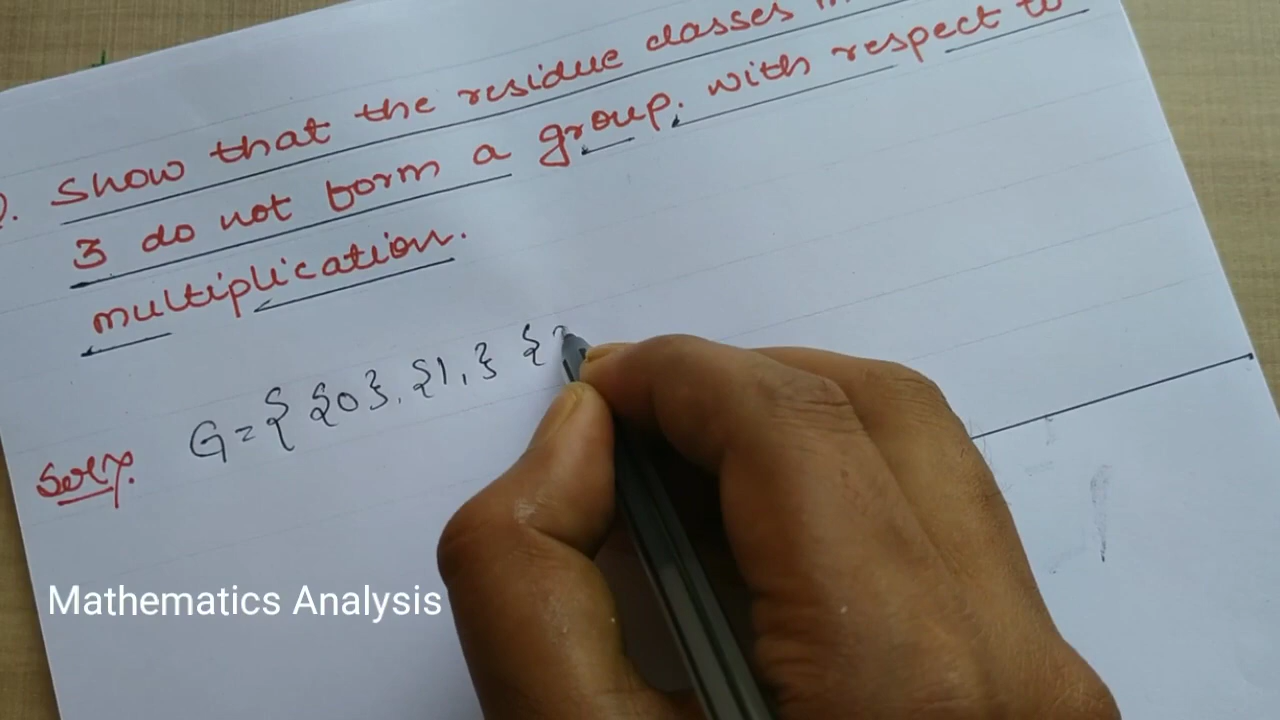 Q. Show that the residue classes
3 do not form a group. with respect to
multiplication.
Soln. G = { {0}, {1,} {
Mathematics Analysis